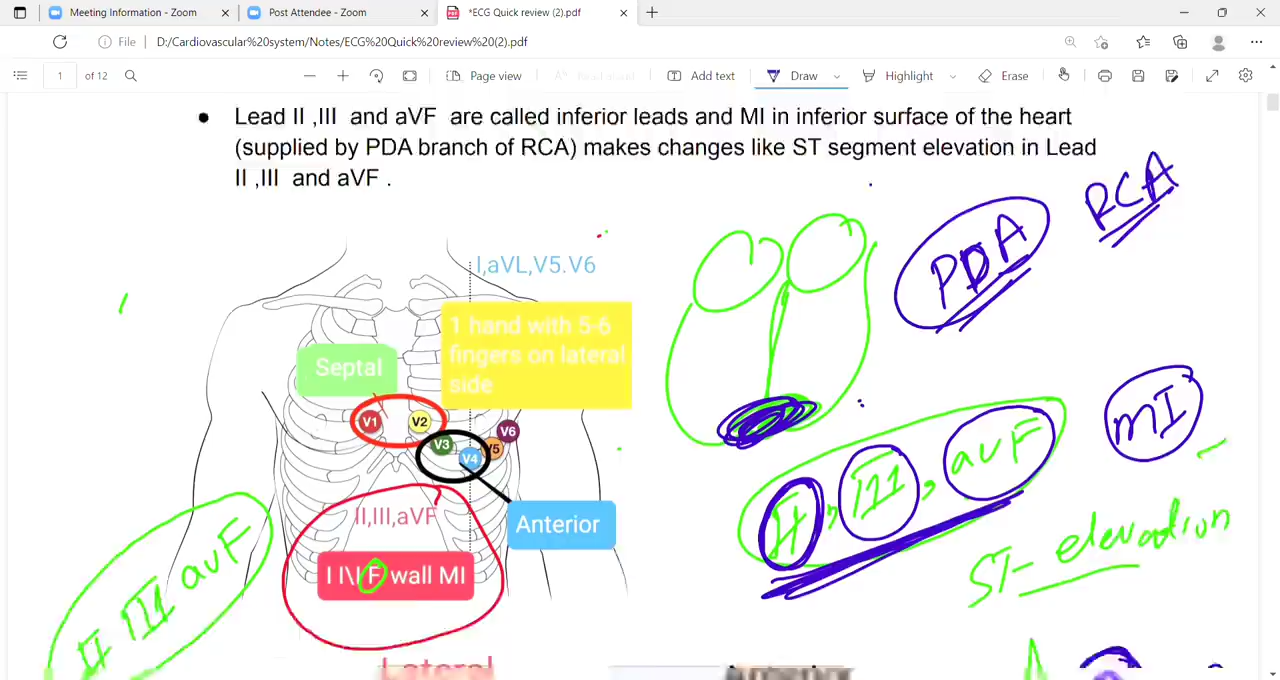 Meeting Information - Zoom
Post Attendee - Zoom
*ECG Quick review (2).pdf
File
D:/Cardiovascular%20system/Notes/ECG%20Quick%20review%20(2).pdf
1 of 12
Page view
Read aloud
Add text
Draw
Highlight
Erase
● Lead II ,III and aVF are called inferior leads and MI in inferior surface of the heart
(supplied by PDA branch of RCA) makes changes like ST segment elevation in Lead
II ,III and aVF .
RCA
PDA
I,aVL,V5.V6
1 hand with 5-6
fingers on lateral
side
Septal
V1
V2
V3
V4
V5
V6
MI
II, III, avF
II,III,aVF
Anterior
I I\I F wall MI
II III avF
ST- elevation
Lateral
Anterior